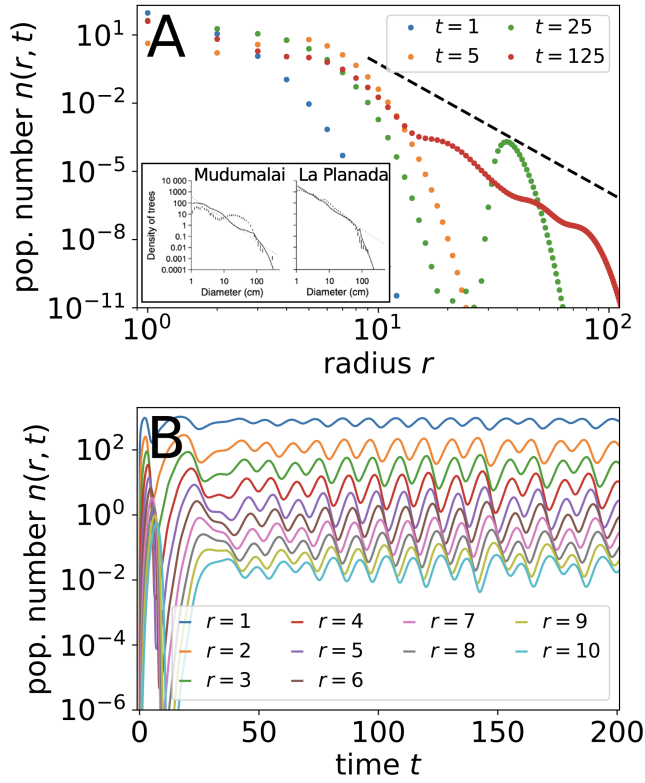 A
pop. number n(r, t)
10^1
10^−2
10^−5
10^−8
10^−11
t = 1
t = 25
t = 5
t = 125
Mudumalai
La Planada
Density of trees
10 000
1000
100
10
1
0.1
0.01
0.001
0.0001
1 10 100
1 10 100
Diameter (cm)
Diameter (cm)
10^0
10^1
10^2
radius r
B
pop. number n(r, t)
10^2
10^0
10^−2
10^−4
10^−6
r = 1
r = 4
r = 7
r = 9
r = 2
r = 5
r = 8
r = 10
r = 3
r = 6
0 50 100 150 200
time t